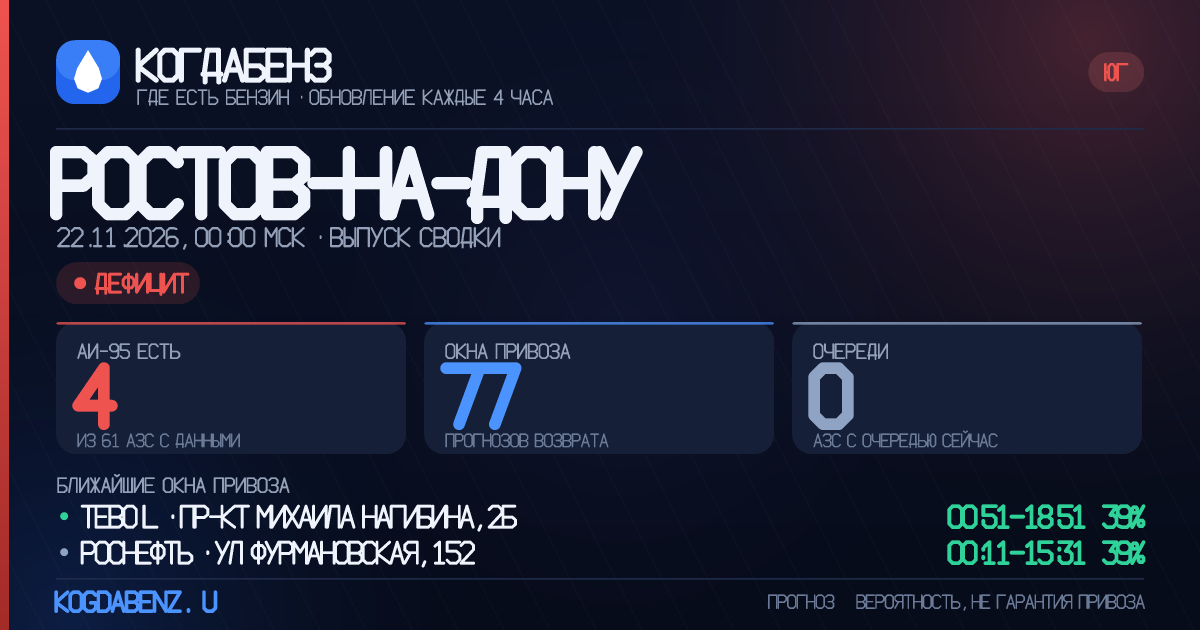 КОГДАБЕНЗ
ГДЕ ЕСТЬ БЕНЗИН · ОБНОВЛЕНИЕ КАЖДЫЕ 4 ЧАСА
ЮГ
РОСТОВ-НА-ДОНУ
22.11 2026, 00:00 МСК · ВЫПУСК СВОДКИ
• ДЕФИЦИТ
АИ-95 ЕСТЬ
4
ИЗ 61 АЗС С ДАННЫМИ
ОКНА ПРИВОЗА
77
ПРОГНОЗОВ ВОЗВРАТА
ОЧЕРЕДИ
0
АЗС С ОЧЕРЕДЬЮ СЕЙЧАС
БЛИЖАЙШИЕ ОКНА ПРИВОЗА
• ТЕВО L · ПР-КТ МИХАИЛА НАГИБИНА, 2Б 00:51-18:51 39%
• РОСНЕФТЬ · УЛ ФУРМАНОВСКАЯ, 152 00:11-15:31 39%
KOGDABENZ. U
ПРОГНОЗ ВЕРОЯТНОСТЬ, НЕ ГАРАНТИЯ ПРИВОЗА